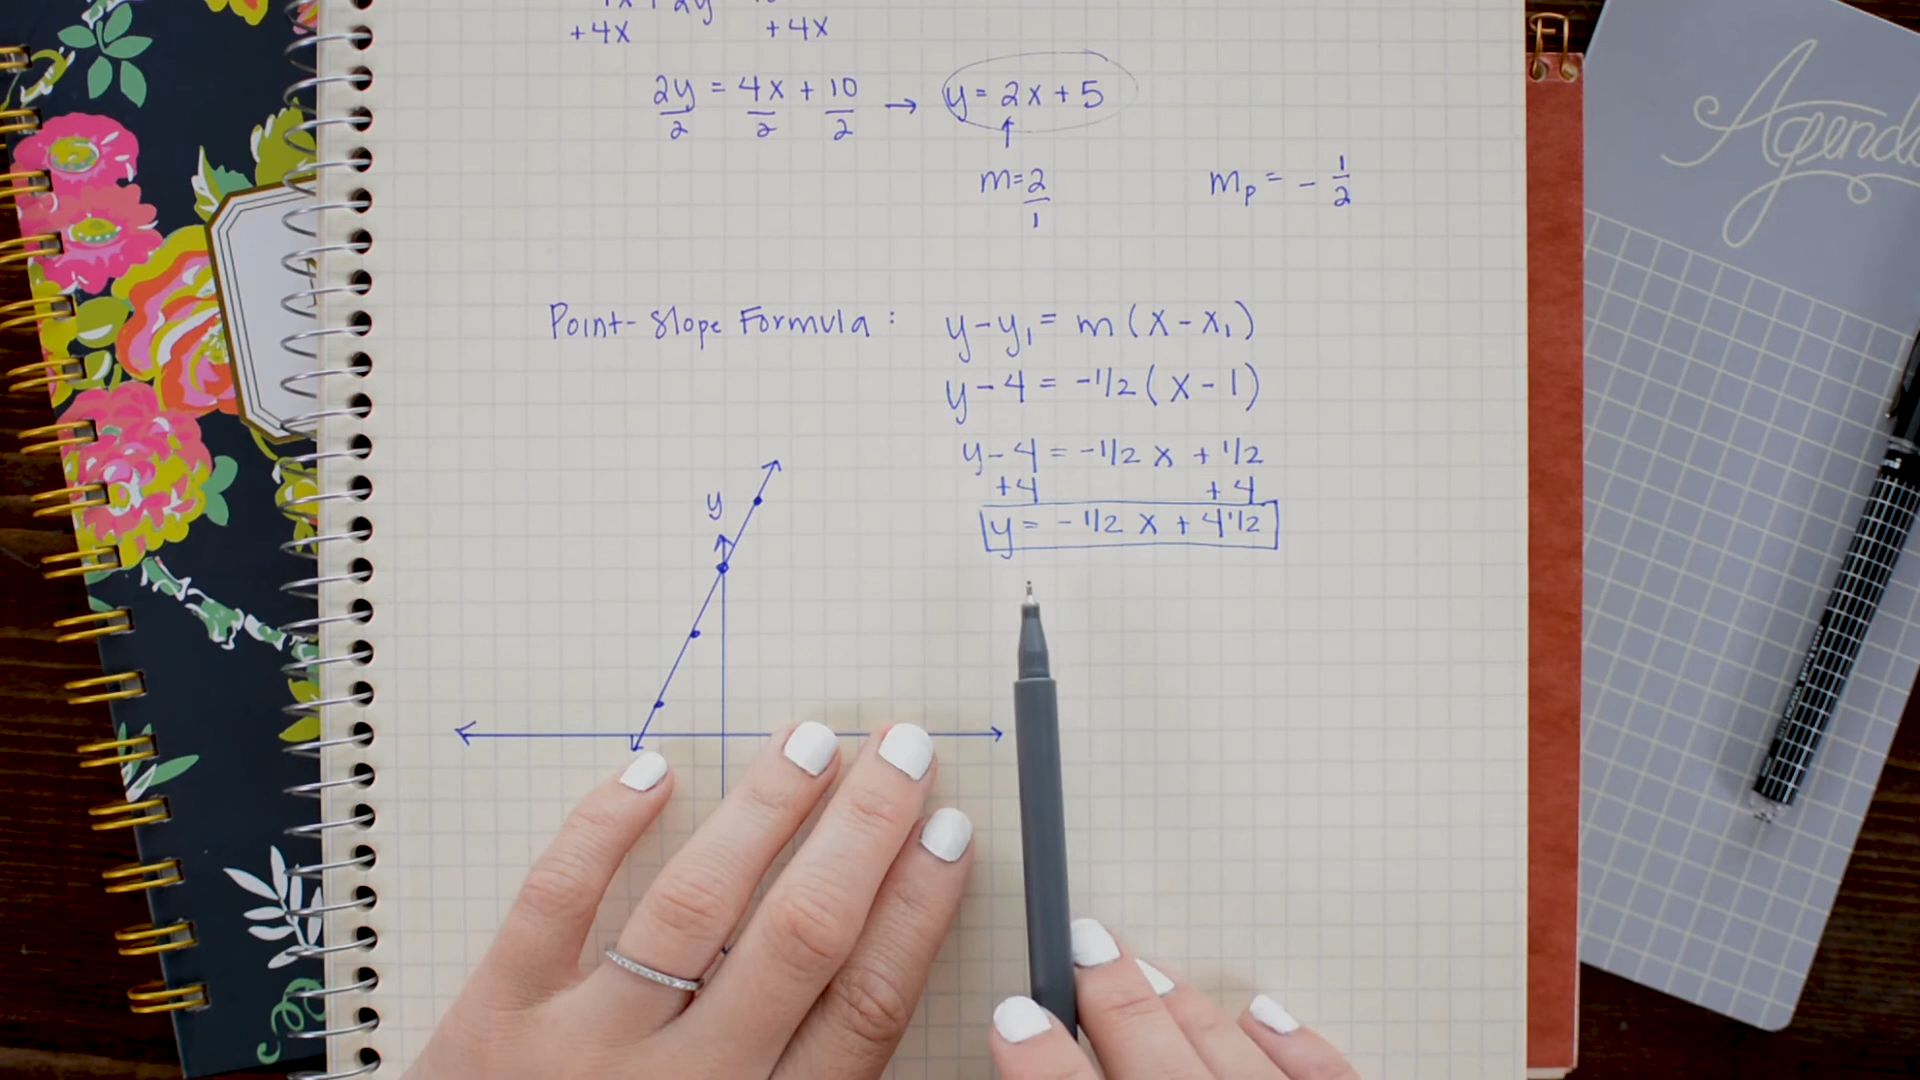 +4x +4x
2y/2 = 4x/2 + 10/2 → y = 2x + 5
m = 2/1 mp = - 1/2
Point-Slope Formula: y - y₁ = m(x - x₁)
y - 4 = -1/2(x - 1)
y - 4 = -1/2 x + 1/2
+4 +4
y = -1/2 x + 4 1/2
y
Agenda